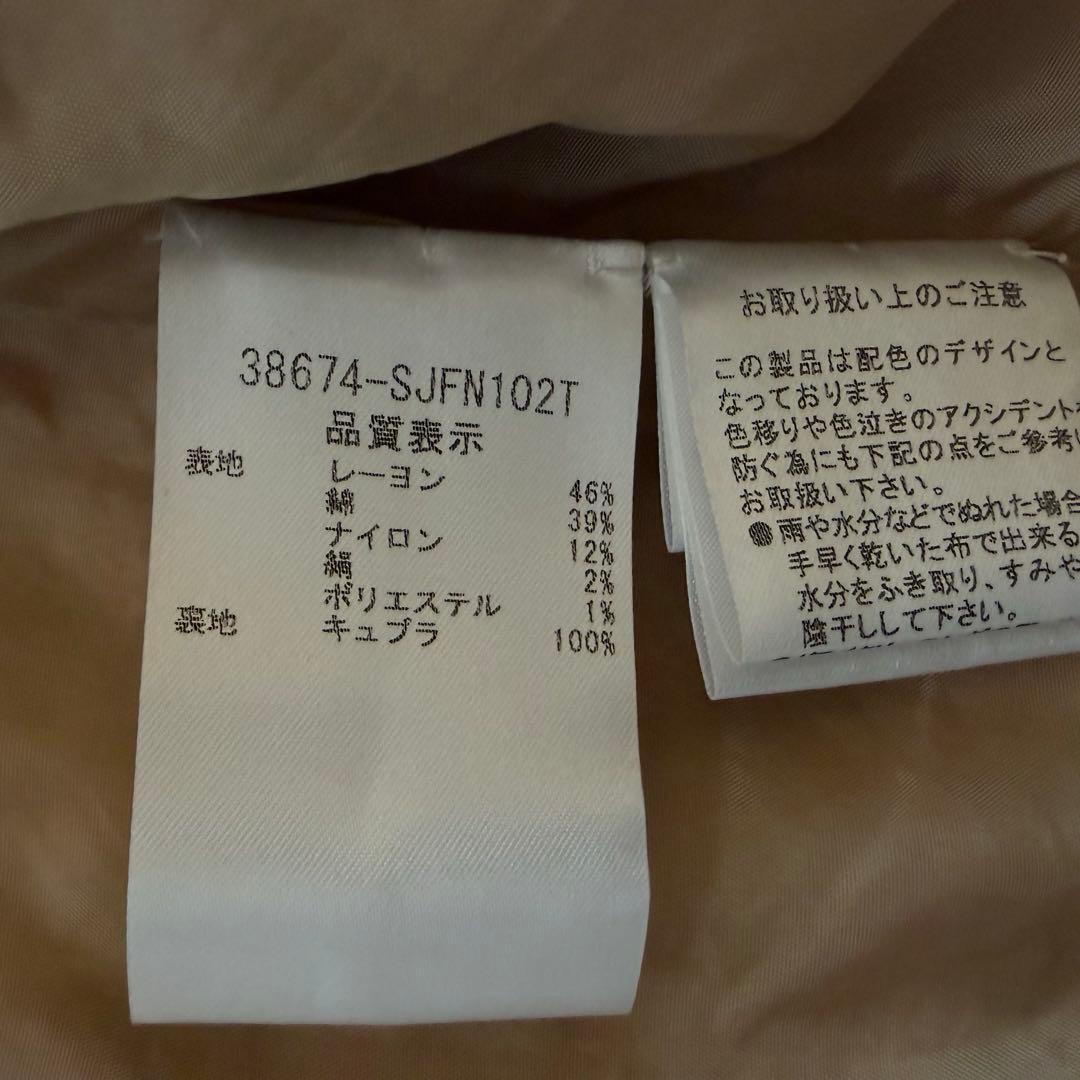 38674-SJFN102T
品質表示
表地 レーヨン 46%
綿 39%
ナイロン 12%
絹 2%
ポリエステル 1%
裏地 キュプラ 100%
お取り扱い上のご注意
この製品は配色のデザインと
なっております。
色移りや色泣きのアクシデントを
防ぐ為にも下記の点をご参考
お取扱い下さい。
●雨や水分などでぬれた場合
手早く乾いた布で出来る
水分をふき取り、すみや
陰干しして下さい。